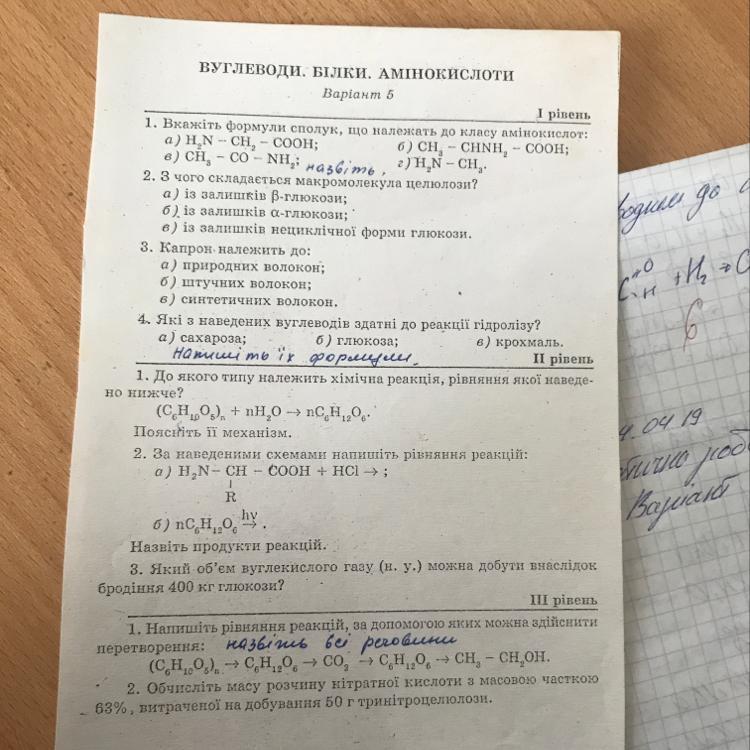 ВУГЛЕВОДИ. БІЛКИ. АМІНОКИСЛОТИ
Варіант 5
I рівень
1. Вкажіть формули сполук, що належать до класу амінокислот:
а) H₂N – CH₂ – COOH; б) CH₃ – CHNH₂ – COOH;
в) CH₃ – CO – NH₂; назвіть, г) H₂N – CH₃.
2. З чого складається макромолекула целюлози?
а) із залишків β-глюкози;
б) із залишків α-глюкози;
в) із залишків нециклічної форми глюкози.
3. Капрон належить до:
а) природних волокон;
б) штучних волокон;
в) синтетичних волокон.
4. Які з наведених вуглеводів здатні до реакції гідролізу?
а) сахароза; б) глюкоза; в) крохмаль.
Напишіть їх формули.
II рівень
1. До якого типу належить хімічна реакція, рівняння якої наведе-
но нижче?
(C₆H₁₀O₅)ₙ + nH₂O → nC₆H₁₂O₆.
Поясніть її механізм.
2. За наведеними схемами напишіть рівняння реакцій:
а) H₂N – CH – COOH + HCl → ;
R
б) nC₆H₁₂O₆ hν → .
Назвіть продукти реакцій.
3. Який об'єм вуглекислого газу (н. у.) можна добути внаслідок
бродіння 400 кг глюкози?
III рівень
1. Напишіть рівняння реакцій, за допомогою яких можна здійснити
перетворення: назвіть всі речовини
(C₆H₁₀O₅)ₙ → C₆H₁₂O₆ → CO₂ → C₆H₁₂O₆ → CH₃ – CH₂OH.
2. Обчисліть масу розчину нітратної кислоти з масовою часткою
63%, витраченої на добування 50 г тринітроцелюлози.
до
+ H₂ →
6
04 19
Варіант